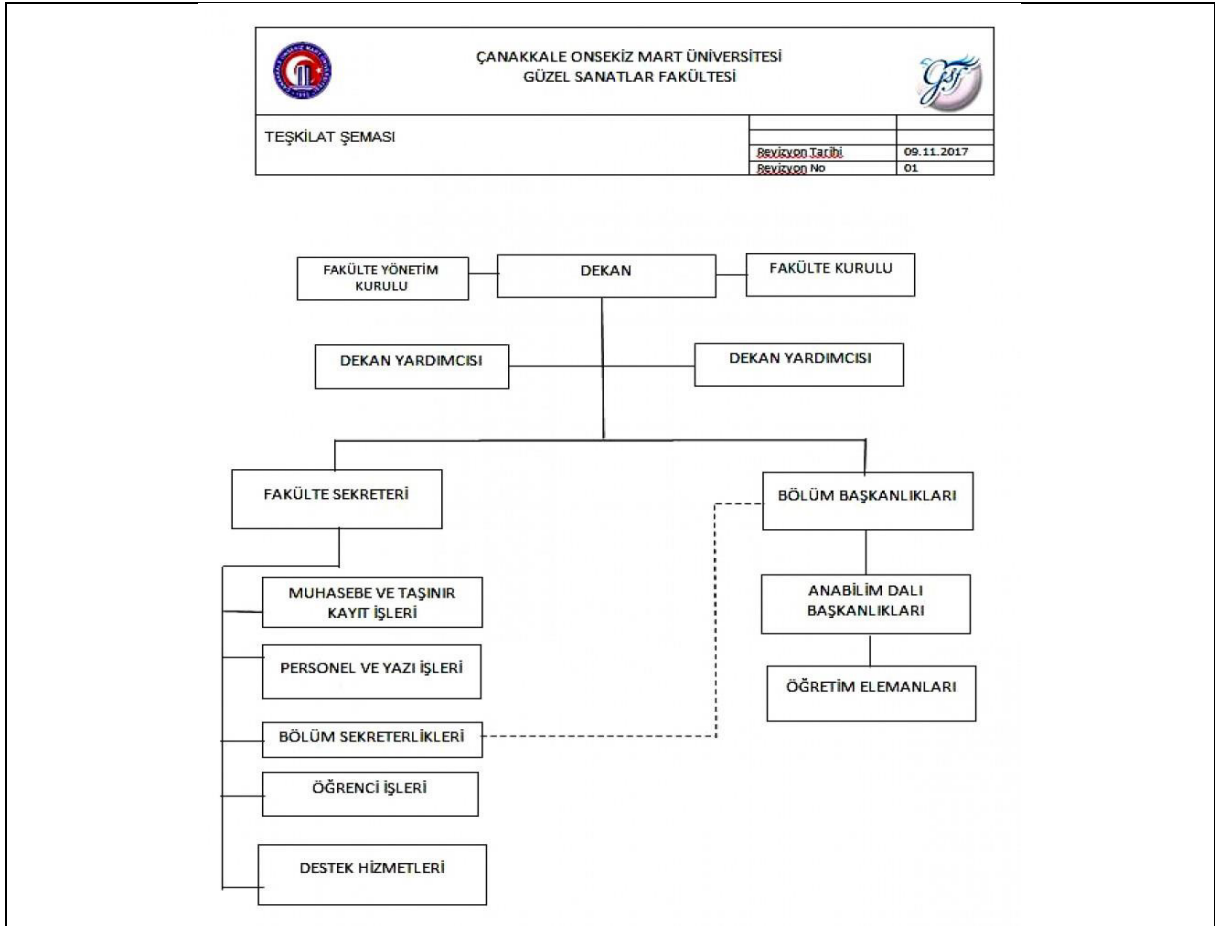 ÇANAKKALE ONSEKİZ MART ÜNİVERSİTESİ
GÜZEL SANATLAR FAKÜLTESİ
gsf
TEŞKİLAT ŞEMASI
Revizyon Tarihi 09.11.2017
Revizyon No 01
FAKÜLTE YÖNETİM
KURULU
DEKAN
FAKÜLTE KURULU
DEKAN YARDIMCISI
DEKAN YARDIMCISI
FAKÜLTE SEKRETERİ
BÖLÜM BAŞKANLIKLARI
MUHASEBE VE TAŞINIR
KAYIT İŞLERİ
ANABİLİM DALI
BAŞKANLIKLARI
PERSONEL VE YAZI İŞLERİ
ÖĞRETİM ELEMANLARI
BÖLÜM SEKRETERLİKLERİ
ÖĞRENCİ İŞLERİ
DESTEK HİZMETLERİ